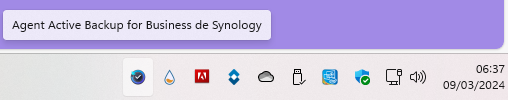 Agent Active Backup for Business de Synology
06:37
09/03/2024